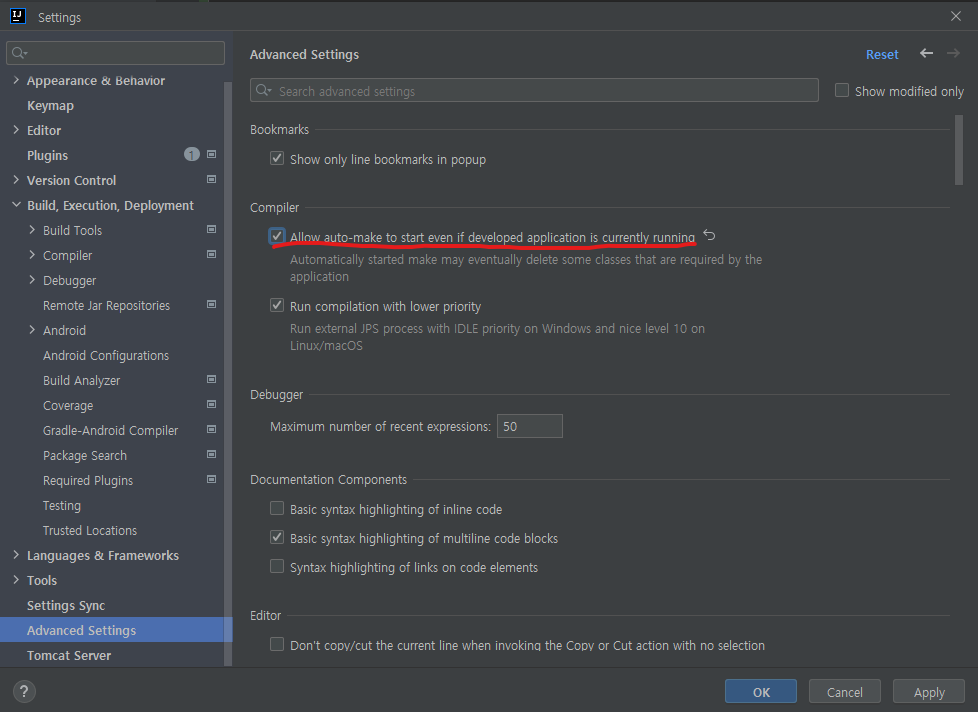 IJ
Settings
Appearance & Behavior
Keymap
Editor
Plugins 1
Version Control
Build, Execution, Deployment
Build Tools
Compiler
Debugger
Remote Jar Repositories
Android
Android Configurations
Build Analyzer
Coverage
Gradle-Android Compiler
Package Search
Required Plugins
Testing
Trusted Locations
Languages & Frameworks
Tools
Settings Sync
Advanced Settings
Tomcat Server
Advanced Settings
Reset
Search advanced settings
Show modified only
Bookmarks
Show only line bookmarks in popup
Compiler
Allow auto-make to start even if developed application is currently running
Automatically started make may eventually delete some classes that are required by the
application
Run compilation with lower priority
Run external JPS process with IDLE priority on Windows and nice level 10 on
Linux/macOS
Debugger
Maximum number of recent expressions: 50
Documentation Components
Basic syntax highlighting of inline code
Basic syntax highlighting of multiline code blocks
Syntax highlighting of links on code elements
Editor
Don't copy/cut the current line when invoking the Copy or Cut action with no selection
?
OK
Cancel
Apply